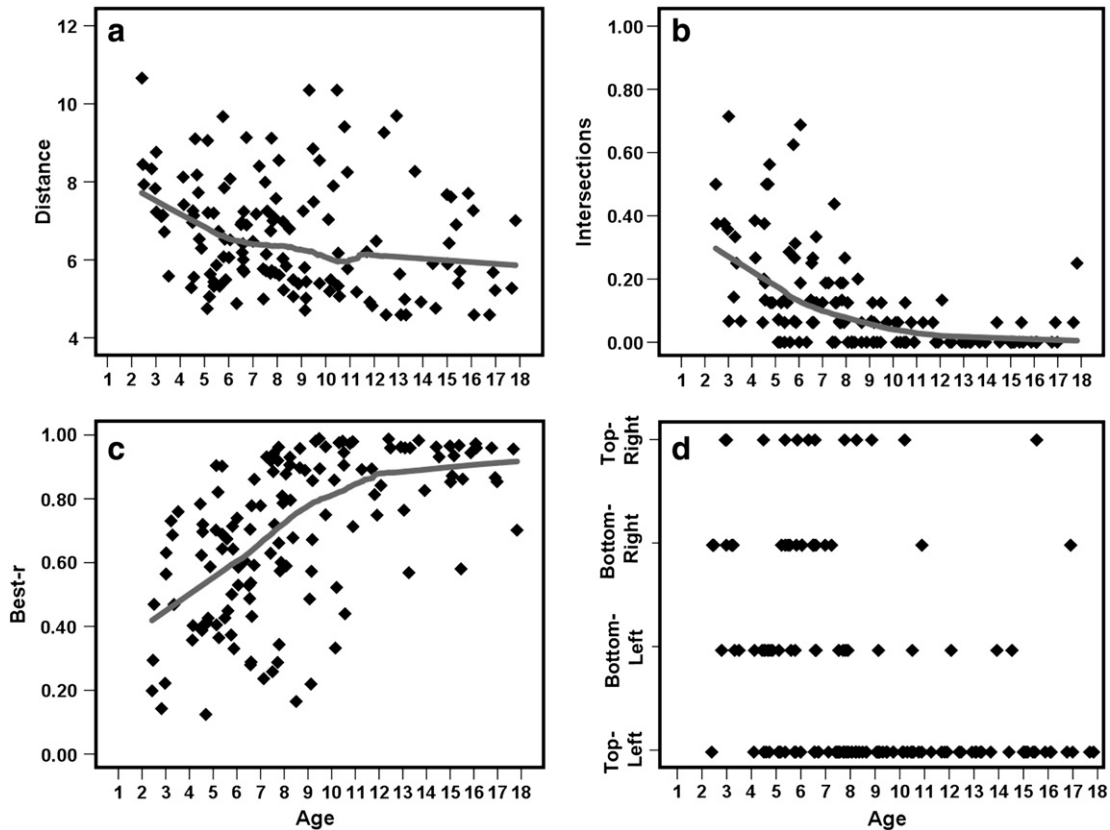 a
12
10
8
6
4
Distance
1 2 3 4 5 6 7 8 9 10 11 12 13 14 15 16 17 18
b
1.00
0.80
0.60
0.40
0.20
0.00
Intersections
1 2 3 4 5 6 7 8 9 10 11 12 13 14 15 16 17 18
c
1.00
0.80
0.60
0.40
0.20
0.00
Best-r
1 2 3 4 5 6 7 8 9 10 11 12 13 14 15 16 17 18
Age
d
Top-
Right
Bottom-
Right
Bottom-
Left
Top-
Left
1 2 3 4 5 6 7 8 9 10 11 12 13 14 15 16 17 18
Age